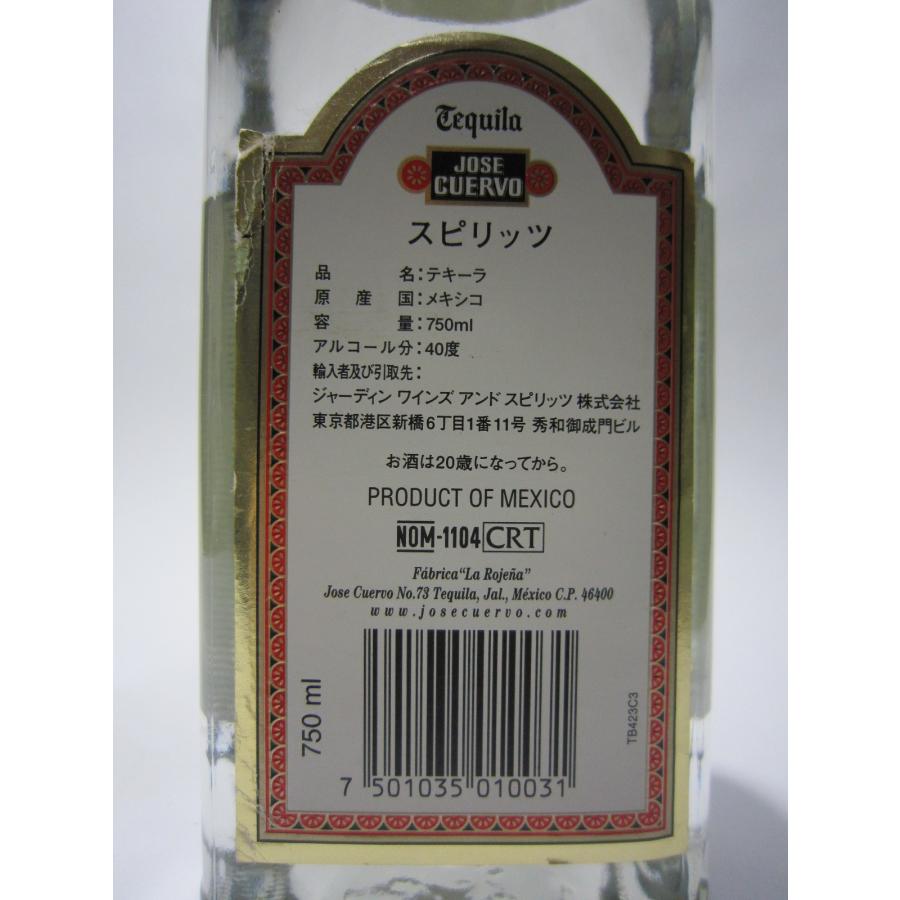 Tequila
JOSE
CUERVO
スピリッツ
品 名:テキーラ
原 産 国:メキシコ
容 量:750ml
アルコール分:40度
輸入者及び引取先:
ジャーディン ワインズ アンド スピリッツ 株式会社
東京都港区新橋6丁目1番11号 秀和御成門ビル
お酒は20歳になってから。
PRODUCT OF MEXICO
NOM-1104 CRT
Fábrica"La Rojeña"
Jose Cuervo No.73 Tequila, Jal., México C.P. 46400
www.josecuervo.com
750 ml
7 501035 010031
TB423C3